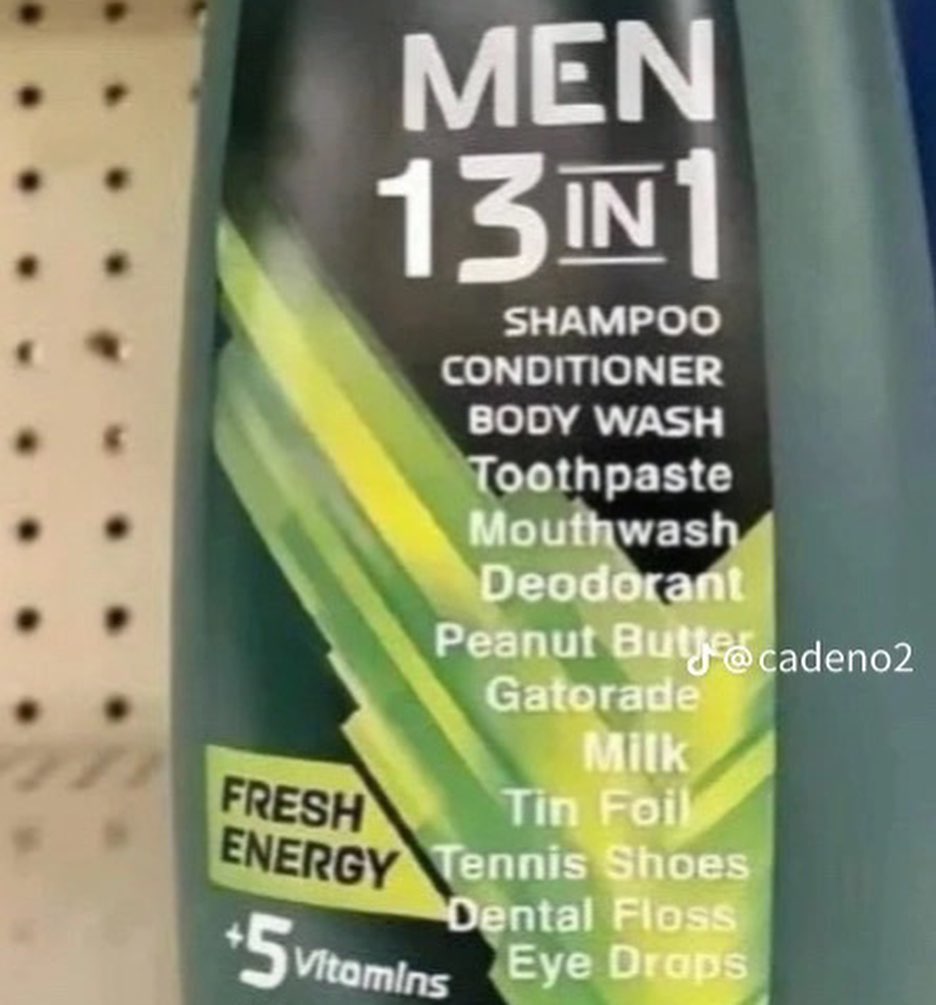 MEN
13 IN 1
SHAMPOO
CONDITIONER
BODY WASH
Toothpaste
Mouthwash
Deodorant
Peanut Butter
@cadeno2
Gatorade
Milk
Tin Foil
Tennis Shoes
Dental Floss
Eye Drops
FRESH
ENERGY
+5 Vitamins